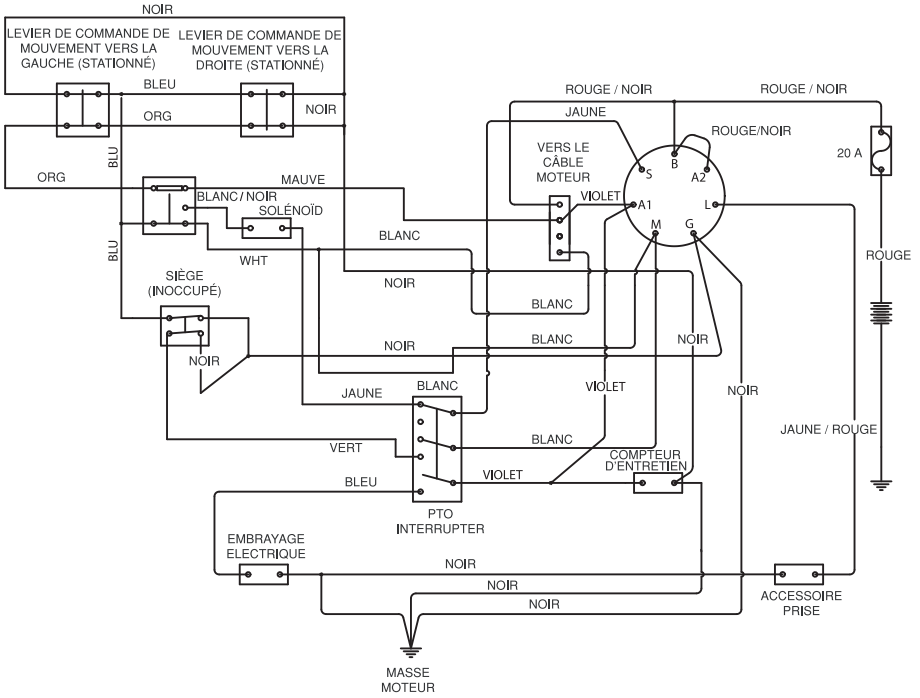 NOIR
LEVIER DE COMMANDE DE
MOUVEMENT VERS LA
GAUCHE (STATIONNÉ)
LEVIER DE COMMANDE DE
MOUVEMENT VERS LA
DROITE (STATIONNÉ)
BLEU
NOIR
ORG
BLU
ORG
MAUVE
BLANC / NOIR
SOLÉNOÏD
BLANC
WHT
BLU
NOIR
SIÈGE
(INOCCUPÉ)
NOIR
ROUGE / NOIR
ROUGE / NOIR
JAUNE
ROUGE/NOIR
VERS LE
CÂBLE
MOTEUR
20 A
B
S
A2
VIOLET
A1
L
M
G
ROUGE
BLANC
BLANC
NOIR
NOIR
VIOLET
NOIR
JAUNE
BLANC
VERT
BLANC
JAUNE / ROUGE
COMPTEUR
D'ENTRETIEN
VIOLET
BLEU
PTO
INTERRUPTER
EMBRAYAGE
ELECTRIQUE
NOIR
NOIR
NOIR
ACCESSOIRE
PRISE
MASSE
MOTEUR